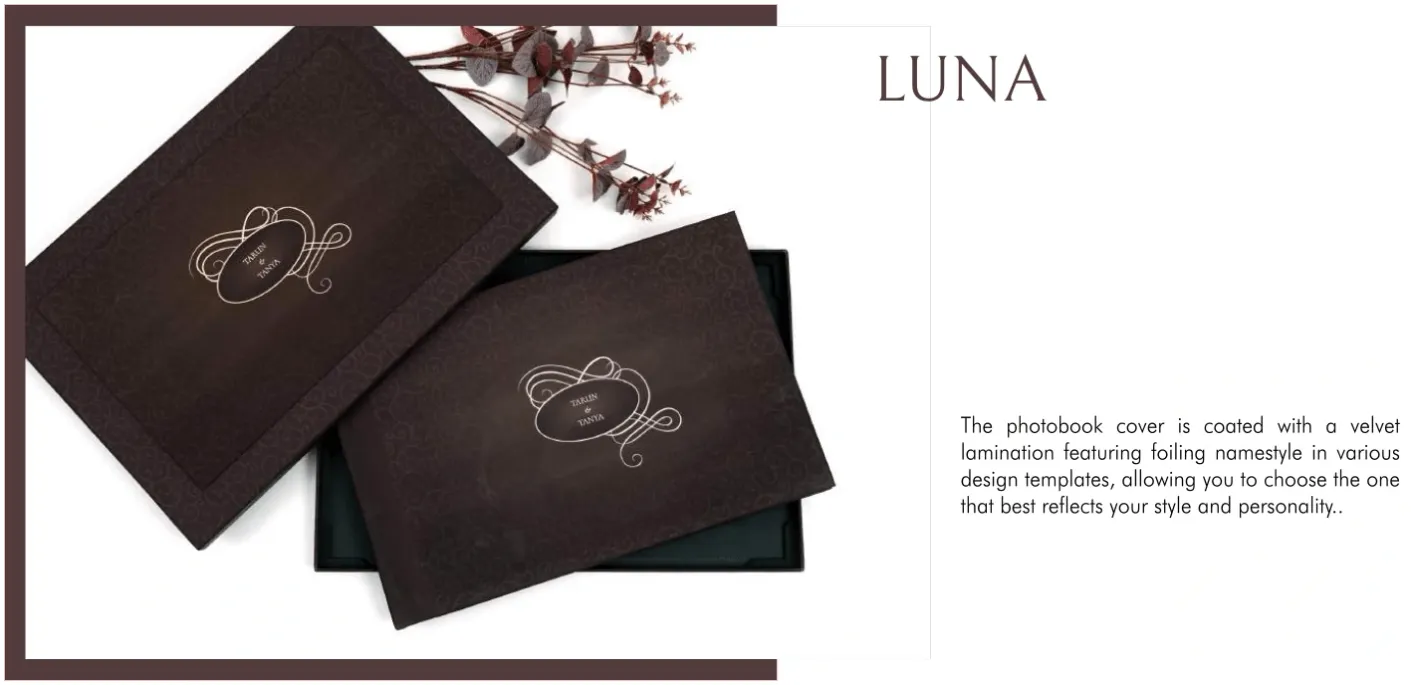 LUNA
TARUN
&
TANYA
TARUN
&
TANYA
The photobook cover is coated with a velvet
lamination featuring foiling namestyle in various
design templates, allowing you to choose the one
that best reflects your style and personality..